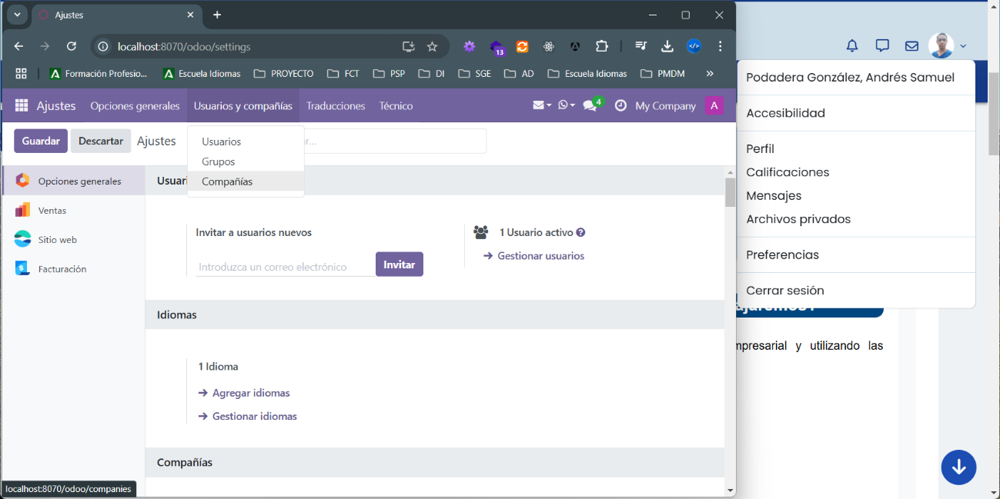 Ajustes
localhost:8070/odoo/settings
13
Formación Profesio...
Escuela Idiomas
PROYECTO
FCT
PSP
DI
SGE
AD
Escuela Idiomas
PMDM
»
Ajustes
Opciones generales
Usuarios y compañías
Traducciones
Técnico
4
My Company
A
Guardar
Descartar
Ajustes
r...
Usuarios
Grupos
Compañías
Opciones generales
Ventas
Sitio web
Facturación
Usuari
Invitar a usuarios nuevos
Introduzca un correo electrónico
Invitar
1 Usuario activo
Gestionar usuarios
Idiomas
1 Idioma
Agregar idiomas
Gestionar idiomas
Compañías
localhost:8070/odoo/companies
Podadera González, Andrés Samuel
Accesibilidad
Perfil
Calificaciones
Mensajes
Archivos privados
Preferencias
Cerrar sesión
mpresarial y utilizando las